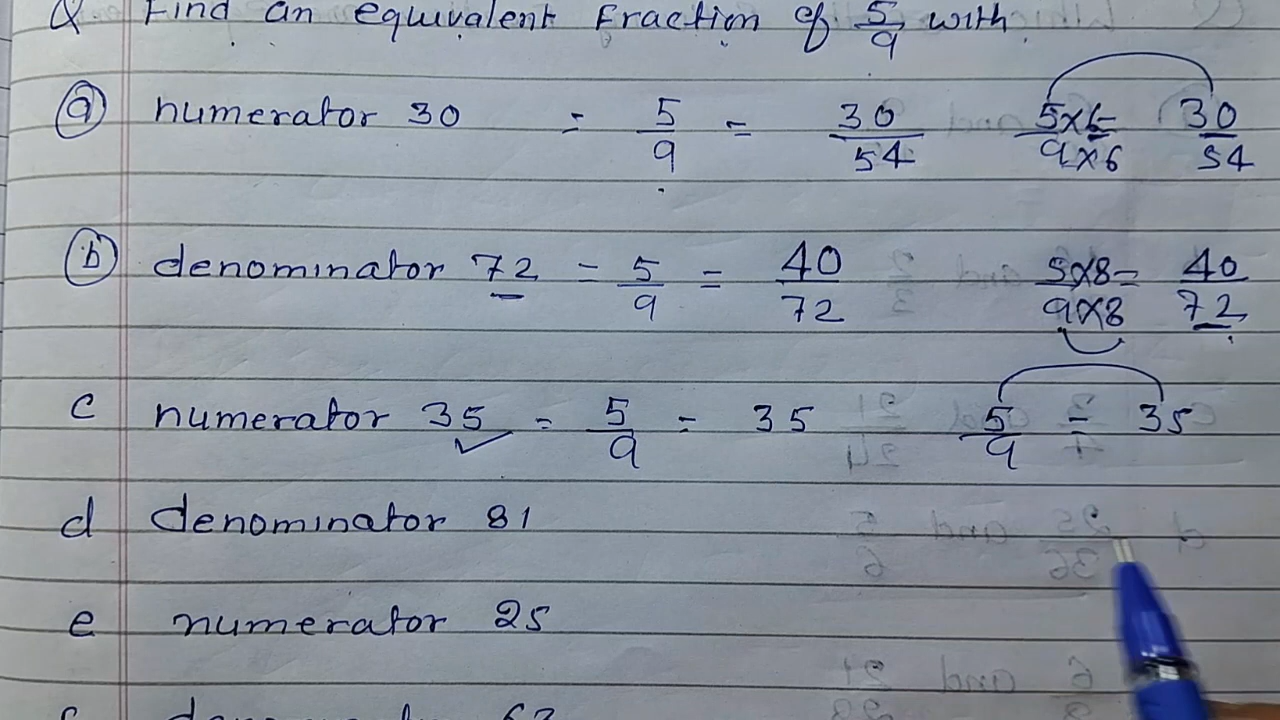 Q Find an equivalent Fraction of 5/9 with
(a) numerator 30 = 5/9 = 30/54 5×6/9×6 = 30/54
(b) denominator 72 = 5/9 = 40/72 5×8/9×8 = 40/72
c numerator 35 = 5/9 = 35 5/9 = 35
d denominator 81
e numerator 25